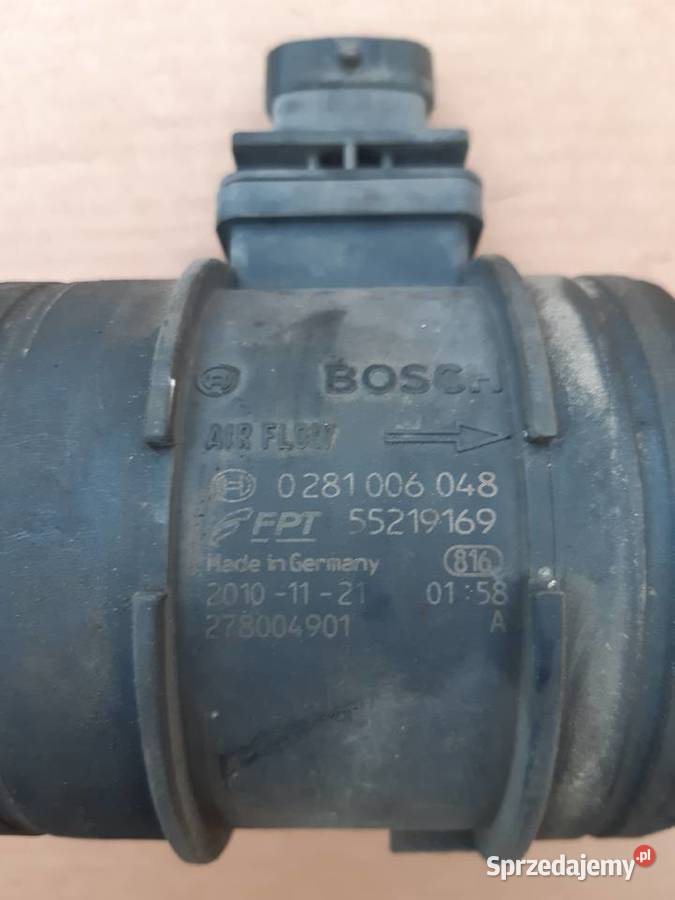 BOSCH
AIR FLOW
0 281 006 048
FPT 55219169
Made in Germany 816
2010-11-21 01:58
278004901 A
Sprzedajemy.pl